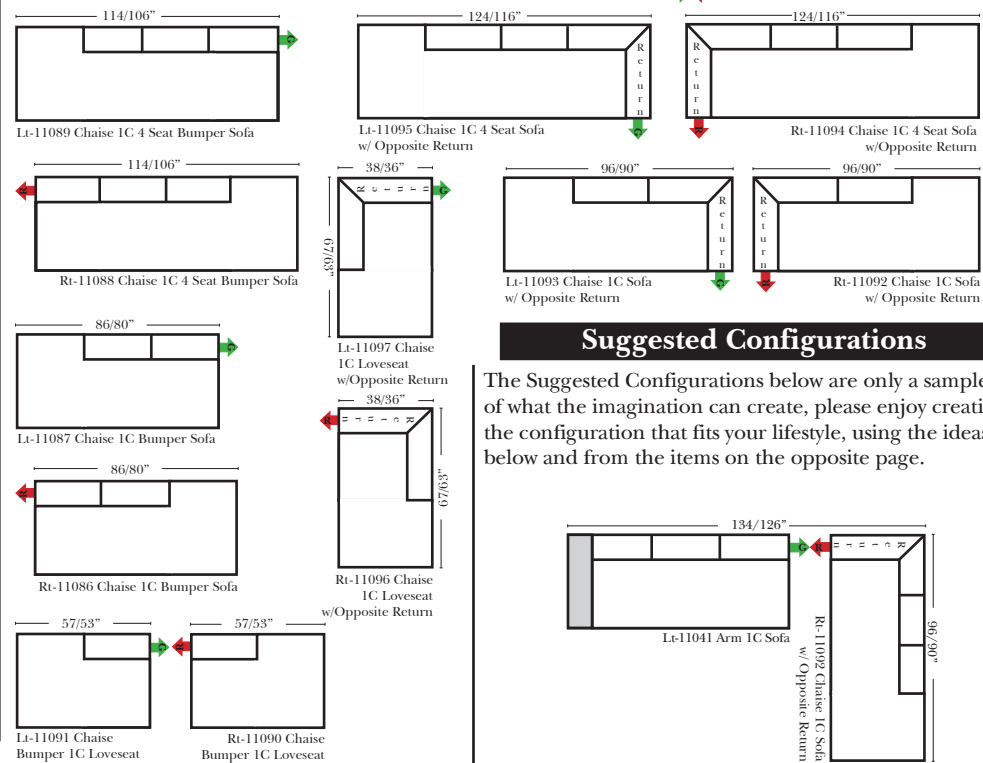 114/106”
G
Lt-11089 Chaise 1C 4 Seat Bumper Sofa
124/116”
Return
G
Lt-11095 Chaise 1C 4 Seat Sofa
w/ Opposite Return
124/116”
Return
R
Rt-11094 Chaise 1C 4 Seat Sofa
w/Opposite Return
114/106”
R
Rt-11088 Chaise 1C 4 Seat Bumper Sofa
38/36”
Return
G
67/63”
Lt-11097 Chaise
1C Loveseat
w/Opposite Return
96/90”
Return
G
Lt-11093 Chaise 1C Sofa
w/ Opposite Return
96/90”
Return
R
Rt-11092 Chaise 1C Sofa
w/ Opposite Return
86/80”
G
Lt-11087 Chaise 1C Bumper Sofa
38/36”
R
Return
67/63”
Rt-11096 Chaise
1C Loveseat
w/Opposite Return
86/80”
R
Rt-11086 Chaise 1C Bumper Sofa
57/53”
G
Lt-11091 Chaise
Bumper 1C Loveseat
57/53”
R
Rt-11090 Chaise
Bumper 1C Loveseat
Suggested Configurations
The Suggested Configurations below are only a sample
of what the imagination can create, please enjoy creati
the configuration that fits your lifestyle, using the ideas
below and from the items on the opposite page.
134/126”
G
R
Return
Lt-11041 Arm 1C Sofa
96/90”
Rt-11092 Chaise 1C Sofa
w/ Opposite Return